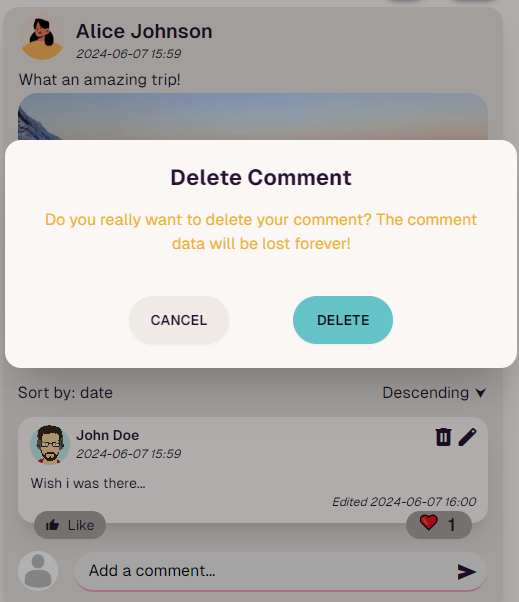 Alice Johnson
2024-06-07 15:59
What an amazing trip!
Delete Comment
Do you really want to delete your comment? The comment
data will be lost forever!
CANCEL
DELETE
Sort by: date
Descending
John Doe
2024-06-07 15:59
Wish i was there...
Edited 2024-06-07 16:00
Like
1
Add a comment...